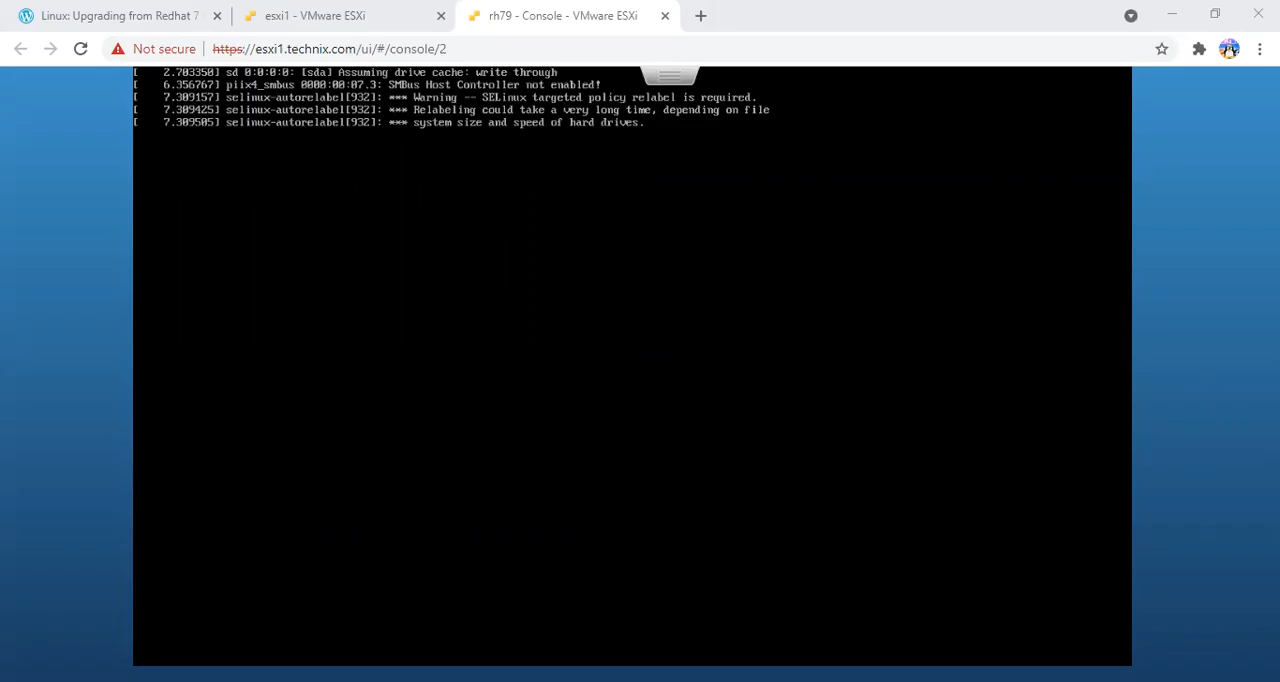 Linux: Upgrading from Redhat 7
esxi1 - VMware ESXi
rh79 - Console - VMware ESXi
Not secure
https://esxi1.technix.com/ui/#/console/2
[    2.703350] sd 0:0:0:0: [sda] Assuming drive cache: write through
[    6.356767] piix4_smbus 0000:00:07.3: SMBus Host Controller not enabled!
[    7.309157] selinux-autorelabel[932]: *** Warning -- SELinux targeted policy relabel is required.
[    7.309425] selinux-autorelabel[932]: *** Relabeling could take a very long time, depending on file
[    7.309505] selinux-autorelabel[932]: *** system size and speed of hard drives.